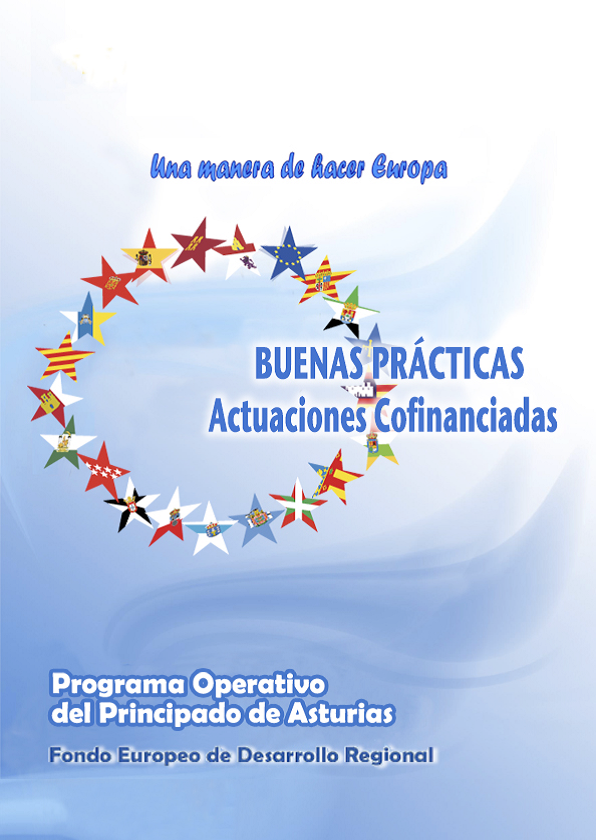 Una manera de hacer Europa
BUENAS PRÁCTICAS
Actuaciones Cofinanciadas
Programa Operativo
del Principado de Asturias
Fondo Europeo de Desarrollo Regional